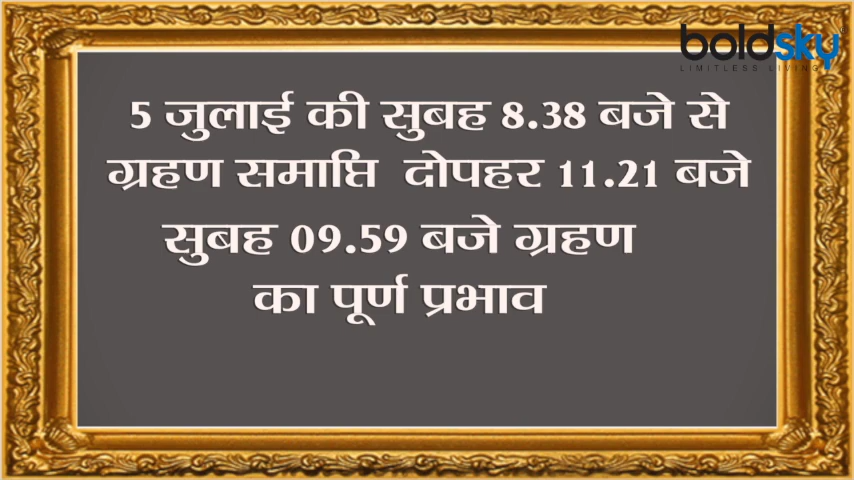 boldsky
LIMITLESS LIVING
5 जुलाई की सुबह 8.38 बजे से
ग्रहण समाप्ति दोपहर 11.21 बजे
सुबह 09.59 बजे ग्रहण
का पूर्ण प्रभाव